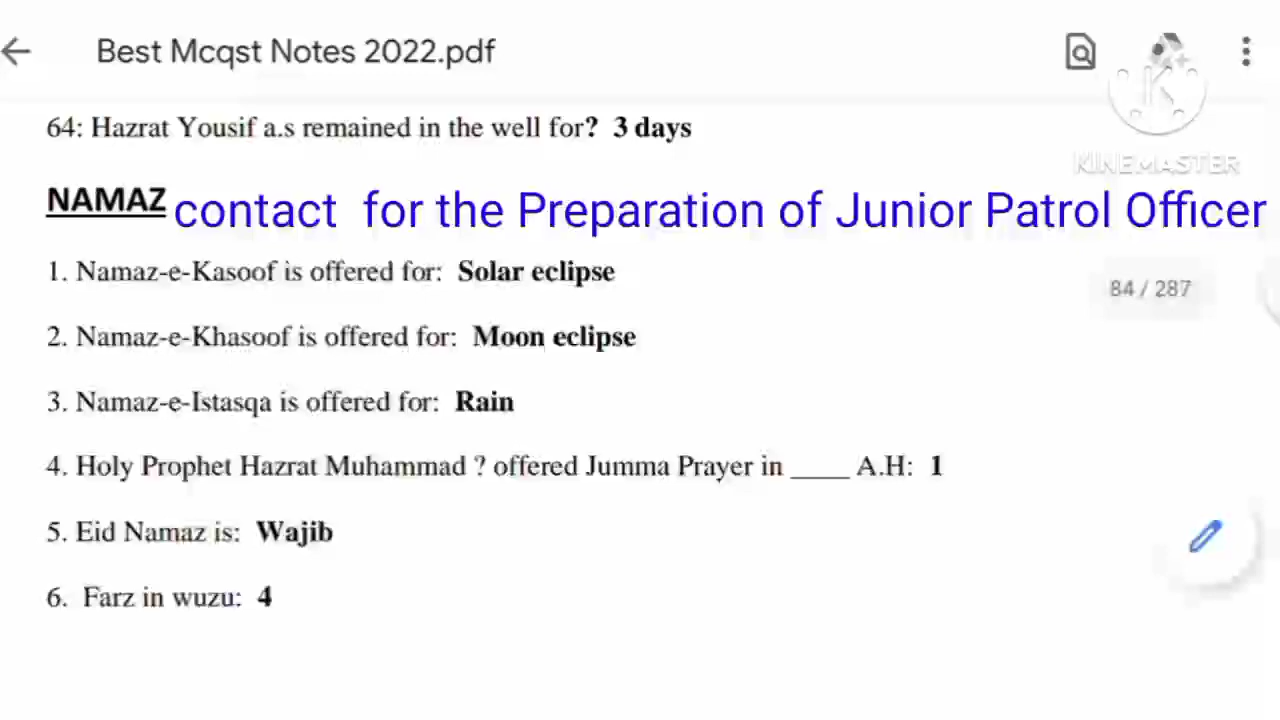 Best Mcqst Notes 2022.pdf
KINEMASTER
64: Hazrat Yousif a.s remained in the well for? 3 days
NAMAZ contact for the Preparation of Junior Patrol Officer
1. Namaz-e-Kasoof is offered for: Solar eclipse
84 / 287
2. Namaz-e-Khasoof is offered for: Moon eclipse
3. Namaz-e-Istasqa is offered for: Rain
4. Holy Prophet Hazrat Muhammad ? offered Jumma Prayer in ____ A.H: 1
5. Eid Namaz is: Wajib
6. Farz in wuzu: 4